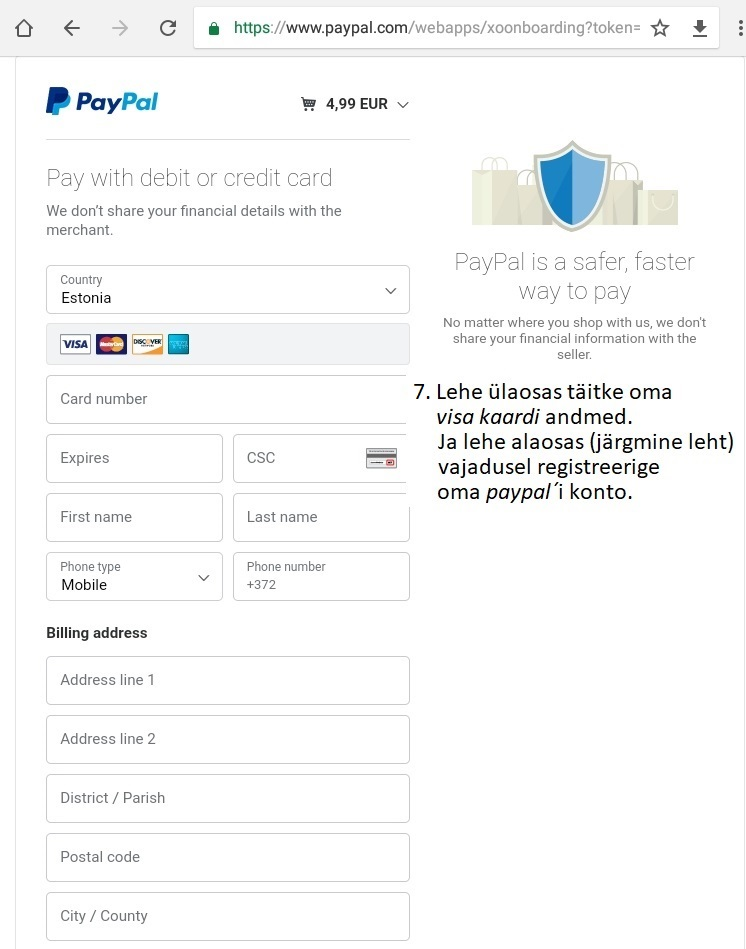 https://www.paypal.com/webapps/xoonboarding?token=
PayPal
4,99 EUR
Pay with debit or credit card
We don't share your financial details with the
merchant.
Country
Estonia
VISA MasterCard DISCOVER
Card number
Expires
CSC
First name
Last name
Phone type
Mobile
Phone number
+372
Billing address
Address line 1
Address line 2
District / Parish
Postal code
City / County
PayPal is a safer, faster
way to pay
No matter where you shop with us, we don't
share your financial information with the
seller.
7. Lehe ülaosas täitke oma
visa kaardi andmed.
Ja lehe alaosas (järgmine leht)
vajadusel registreerige
oma paypal´i konto.